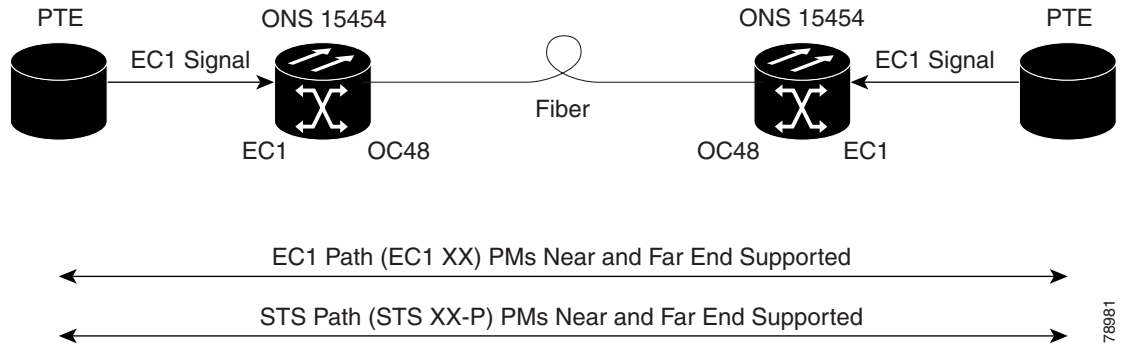 PTE
ONS 15454
ONS 15454
PTE
EC1 Signal
EC1 Signal
Fiber
EC1
OC48
OC48
EC1
EC1 Path (EC1 XX) PMs Near and Far End Supported
STS Path (STS XX-P) PMs Near and Far End Supported
78981